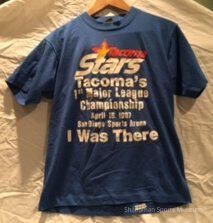 Tacoma
Stars
Tacoma's
1st Major League
Championship
April 18, 1987
San Diego Sports Arena
I Was There
Shanaman Sports Museum